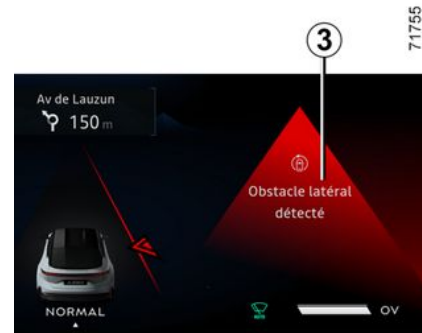 71755
3
Av de Lauzun
150 m
Obstacle latéral
détecté
NORMAL
OV